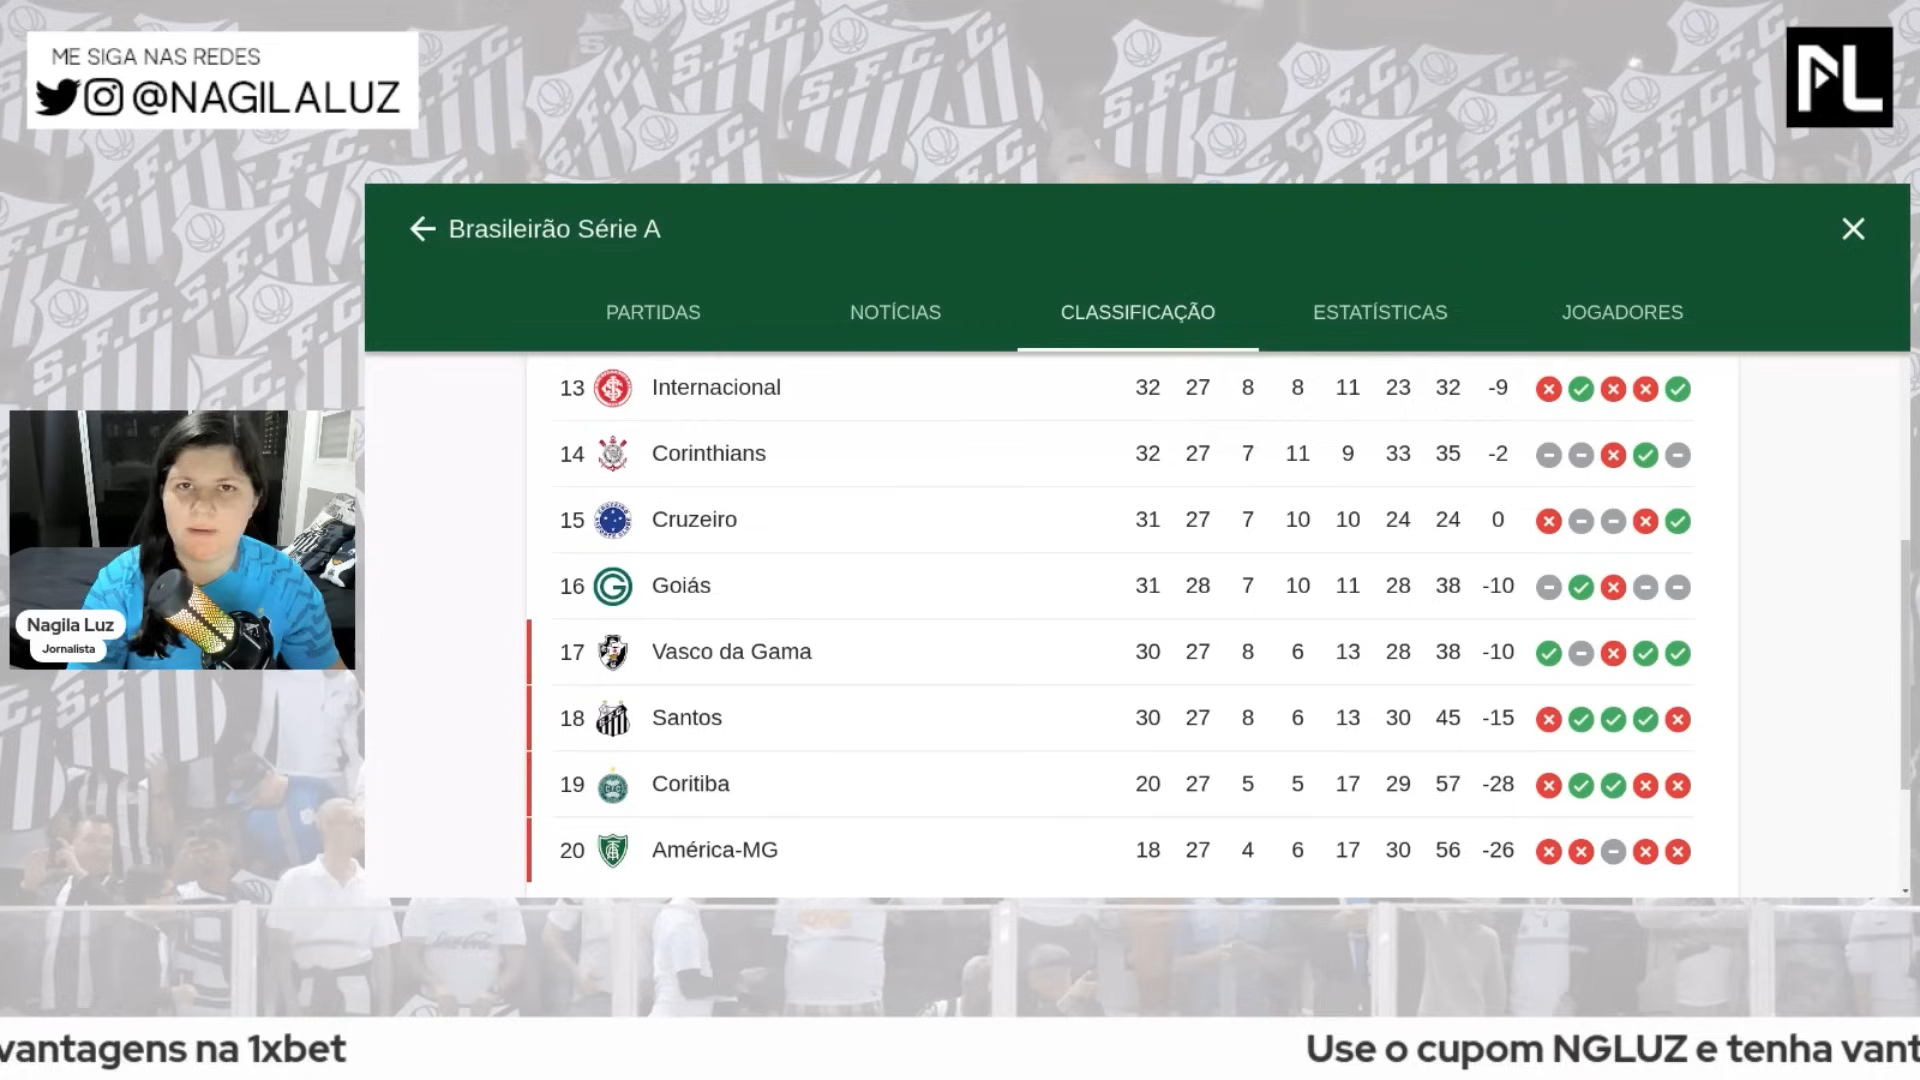 ME SIGA NAS REDES
@NAGILALUZ
Brasileirão Série A
PARTIDAS NOTÍCIAS CLASSIFICAÇÃO ESTATÍSTICAS JOGADORES
13 Internacional 32 27 8 8 11 23 32 -9
14 Corinthians 32 27 7 11 9 33 35 -2
15 Cruzeiro 31 27 7 10 10 24 24 0
16 Goiás 31 28 7 10 11 28 38 -10
17 Vasco da Gama 30 27 8 6 13 28 38 -10
18 Santos 30 27 8 6 13 30 45 -15
19 Coritiba 20 27 5 5 17 29 57 -28
20 América-MG 18 27 4 6 17 30 56 -26
Nagila Luz
Jornalista
vantagens na 1xbet Use o cupom NGLUZ e tenha vant